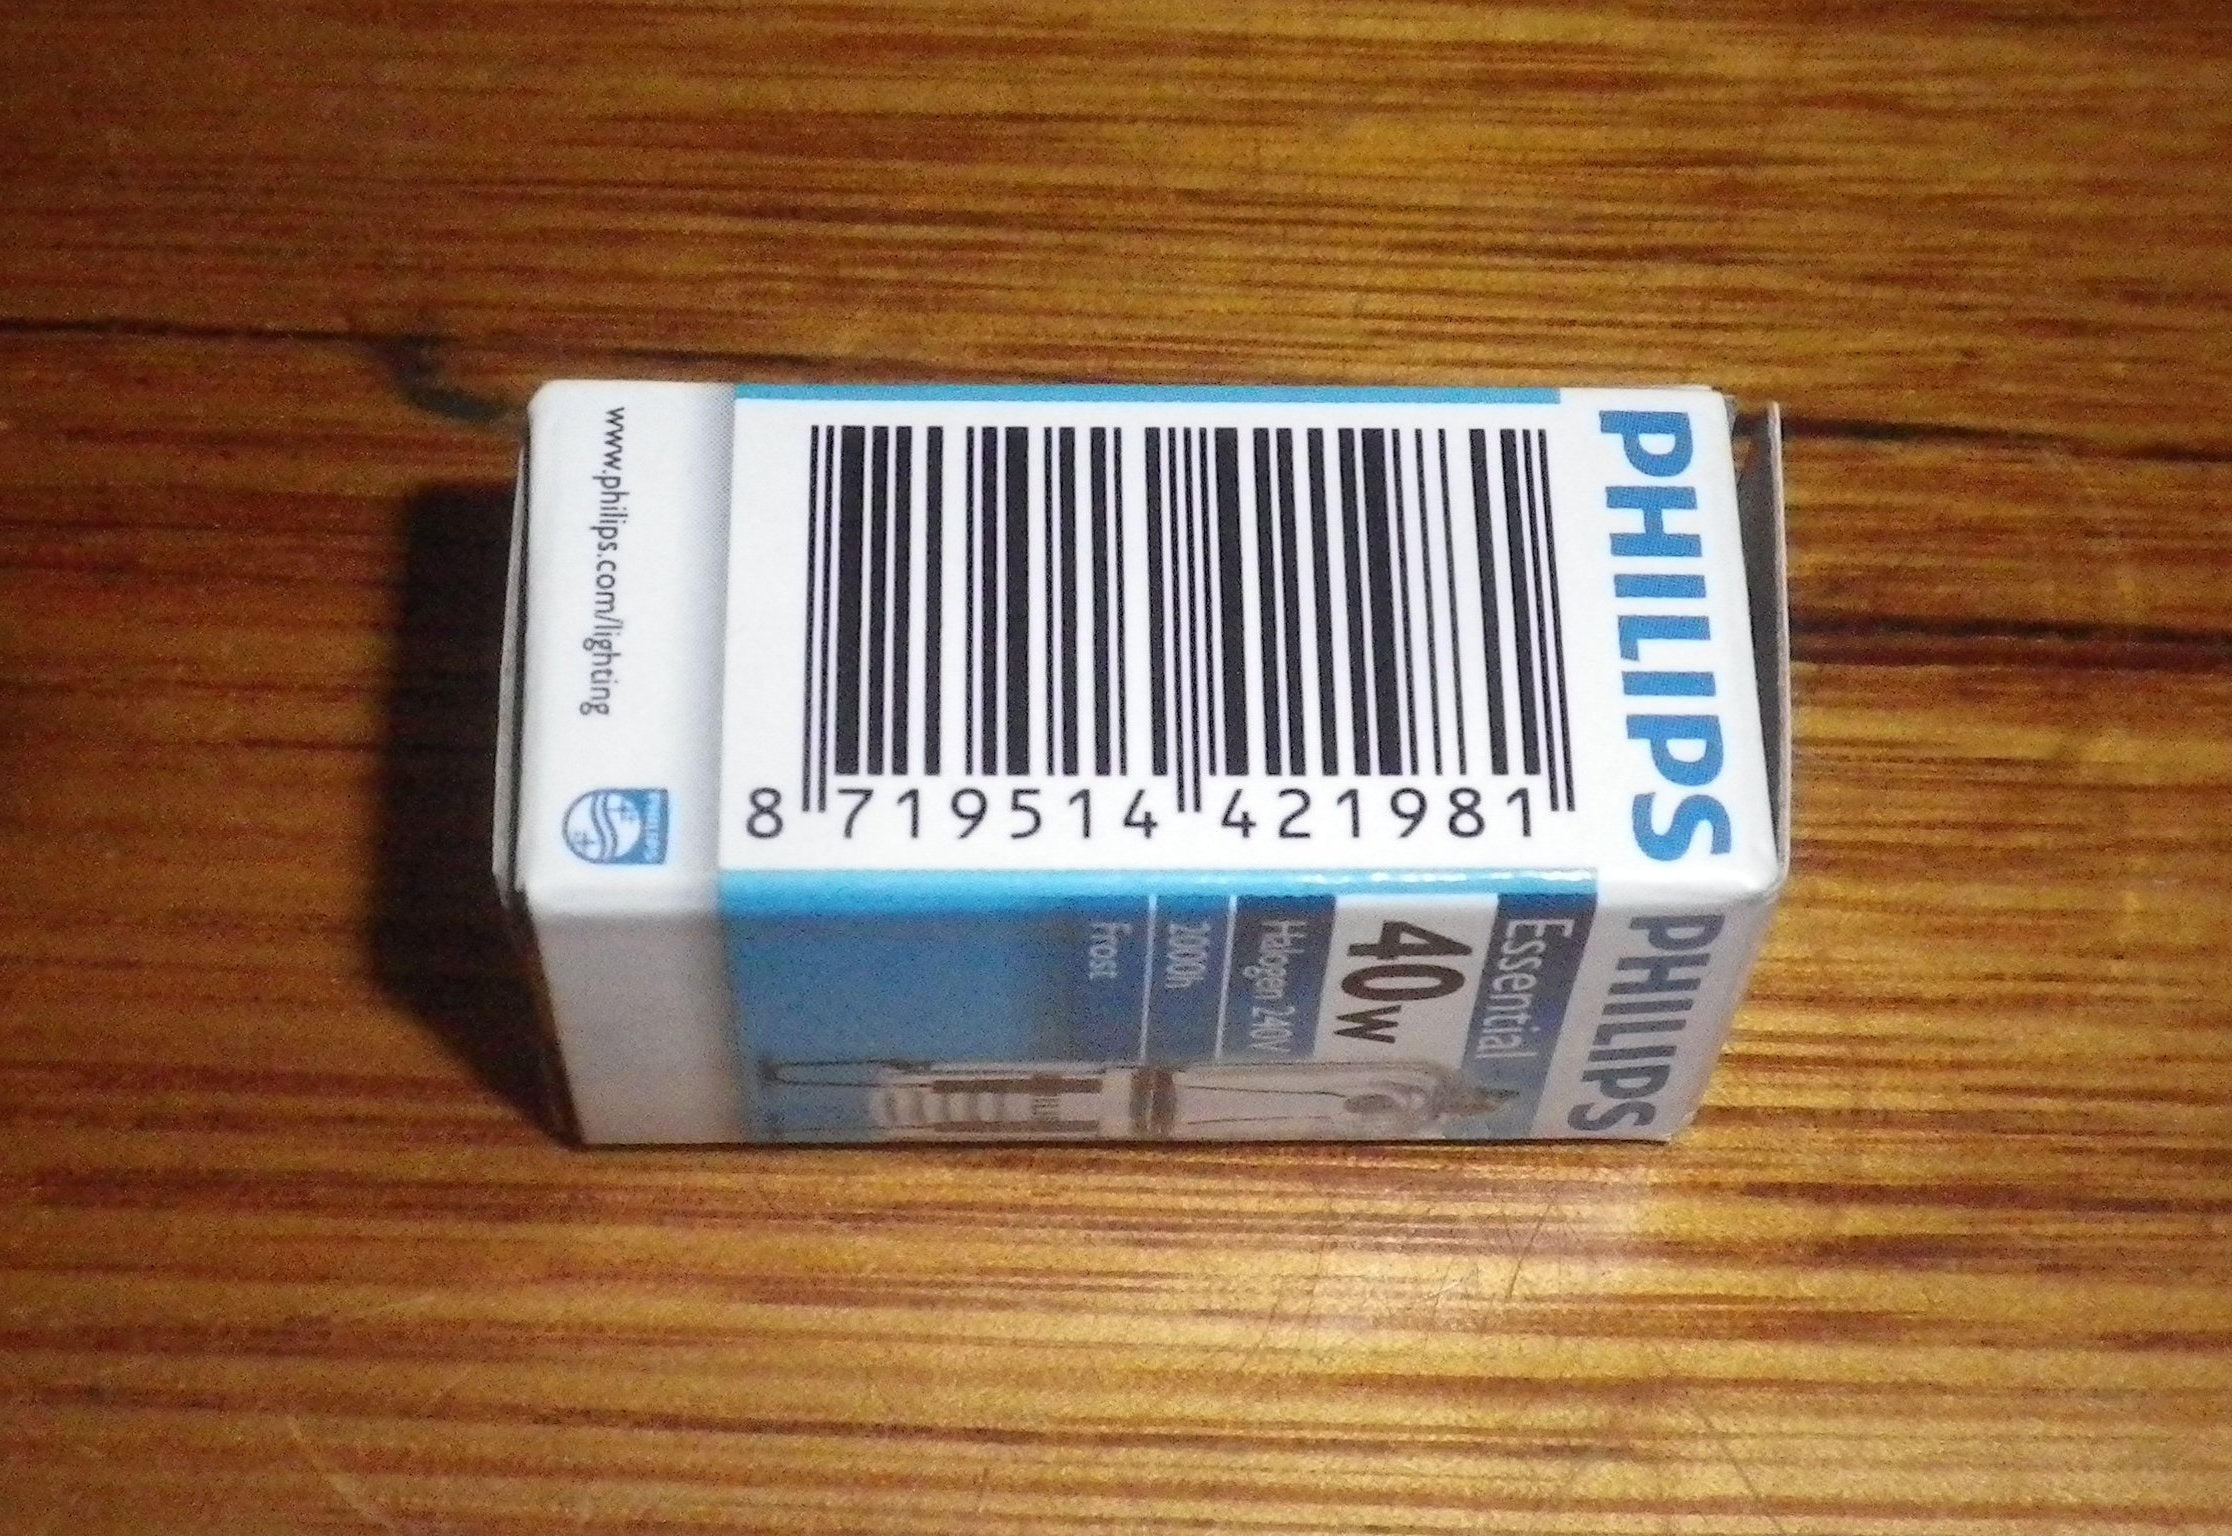 PHILIPS
8 719514 421981
www.philips.com/lighting
PHILIPS
PHILIPS
Essential
40w
Halogen 240V
2000h
Frost